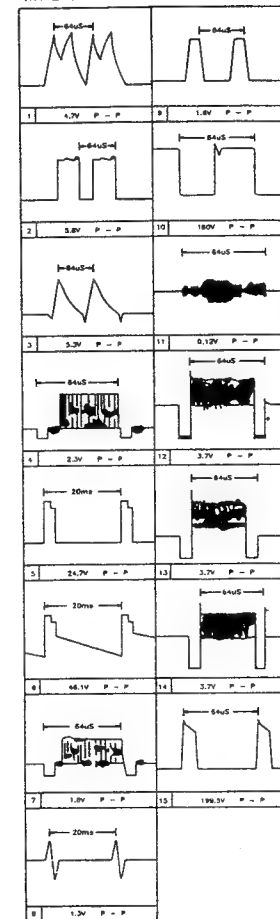 64uS
1 4.7V P - P
64uS
2 5.8V P - P
64uS
3 5.3V P - P
64uS
4 2.3V P - P
20ms
5 24.7V P - P
20ms
6 46.1V P - P
64uS
7 1.0V P - P
20ms
8 1.3V P - P
64uS
9 1.8V P - P
64uS
10 180V P - P
64uS
11 0.12V P - P
64uS
12 3.7V P - P
64uS
13 3.7V P - P
64uS
14 3.7V P - P
64uS
15 199.5V P - P